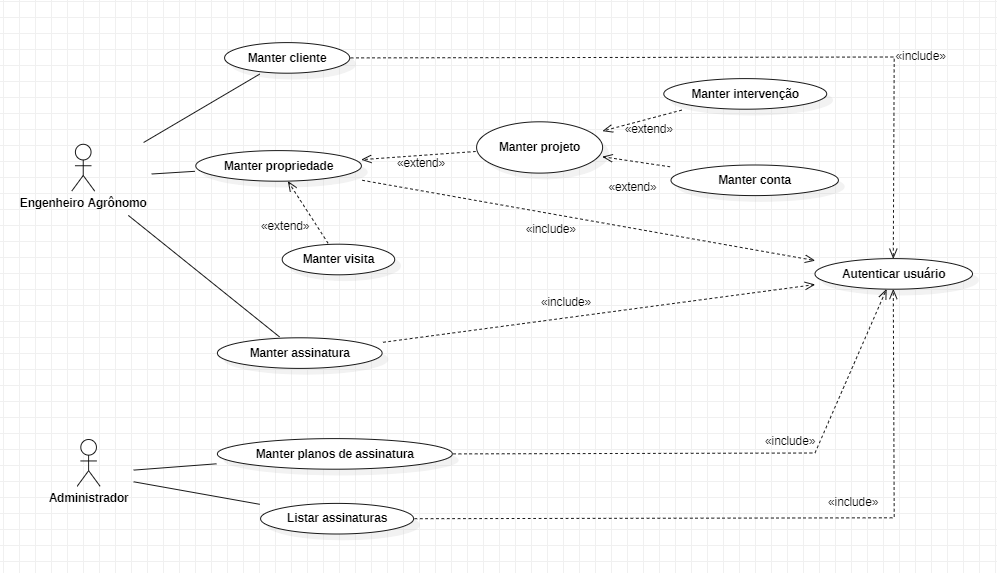 Manter cliente
«include»
Manter intervenção
«extend»
Manter projeto
Manter propriedade
«extend»
Manter conta
«extend»
Engenheiro Agrônomo
«extend»
«include»
Manter visita
Autenticar usuário
«include»
Manter assinatura
«include»
Manter planos de assinatura
Administrador
«include»
Listar assinaturas